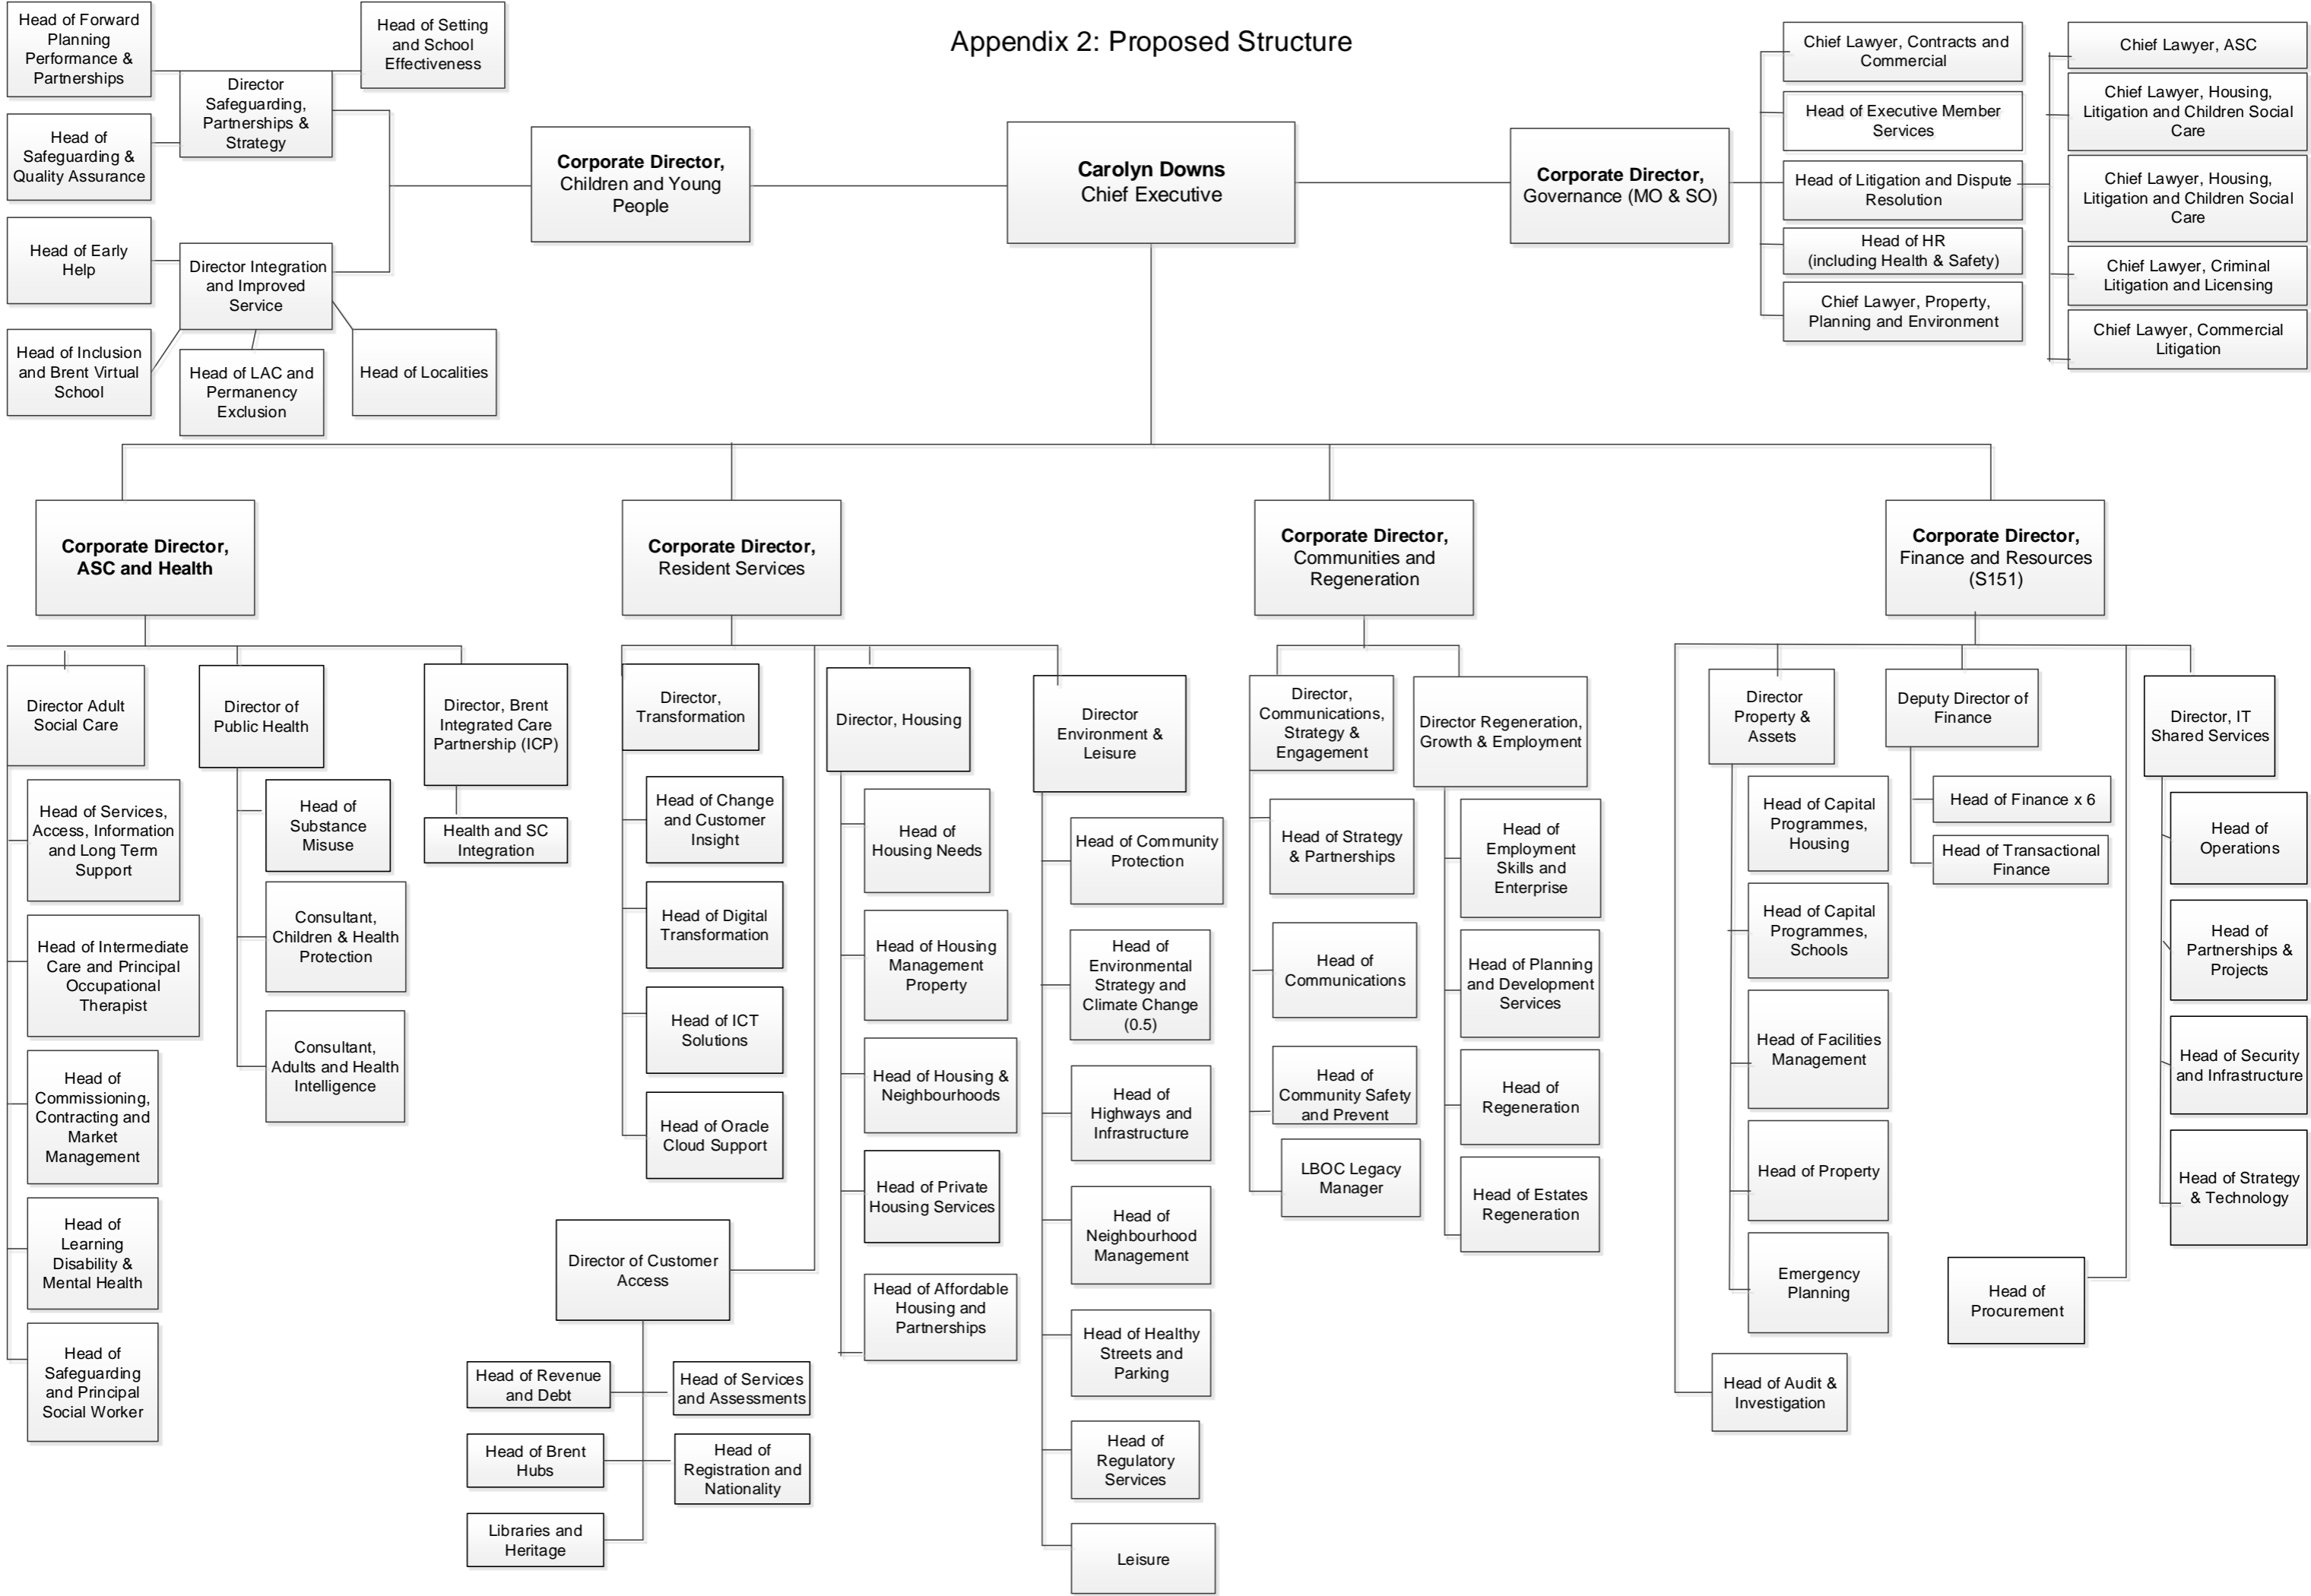 Appendix 2: Proposed Structure
Head of Forward
Planning
Performance &
Partnerships
Head of Setting
and School
Effectiveness
Director
Safeguarding,
Partnerships &
Strategy
Head of
Safeguarding &
Quality Assurance
Head of Early
Help
Director Integration
and Improved
Service
Head of Inclusion
and Brent Virtual
School
Head of LAC and
Permanency
Exclusion
Head of Localities
Corporate Director,
Children and Young
People
Carolyn Downs
Chief Executive
Corporate Director,
Governance (MO & SO)
Chief Lawyer, Contracts and
Commercial
Head of Executive Member
Services
Head of Litigation and Dispute
Resolution
Head of HR
(including Health & Safety)
Chief Lawyer, Property,
Planning and Environment
Chief Lawyer, ASC
Chief Lawyer, Housing,
Litigation and Children Social
Care
Chief Lawyer, Housing,
Litigation and Children Social
Care
Chief Lawyer, Criminal
Litigation and Licensing
Chief Lawyer, Commercial
Litigation
Corporate Director,
ASC and Health
Director Adult
Social Care
Head of Services,
Access, Information
and Long Term
Support
Head of Intermediate
Care and Principal
Occupational
Therapist
Head of
Commissioning,
Contracting and
Market
Management
Head of
Learning
Disability &
Mental Health
Head of
Safeguarding
and Principal
Social Worker
Director of
Public Health
Head of
Substance
Misuse
Consultant,
Children & Health
Protection
Consultant,
Adults and Health
Intelligence
Director, Brent
Integrated Care
Partnership (ICP)
Health and SC
Integration
Corporate Director,
Resident Services
Director,
Transformation
Head of Change
and Customer
Insight
Head of Digital
Transformation
Head of ICT
Solutions
Head of Oracle
Cloud Support
Director of Customer
Access
Head of Revenue
and Debt
Head of Services
and Assessments
Head of Brent
Hubs
Head of
Registration and
Nationality
Libraries and
Heritage
Director, Housing
Head of
Housing Needs
Head of Housing
Management
Property
Head of Housing &
Neighbourhoods
Head of Private
Housing Services
Head of Affordable
Housing and
Partnerships
Director
Environment &
Leisure
Head of Community
Protection
Head of
Environmental
Strategy and
Climate Change
(0.5)
Head of
Highways and
Infrastructure
Head of
Neighbourhood
Management
Head of Healthy
Streets and
Parking
Head of
Regulatory
Services
Leisure
Corporate Director,
Communities and
Regeneration
Director,
Communications,
Strategy &
Engagement
Head of Strategy
& Partnerships
Head of
Communications
Head of
Community Safety
and Prevent
LBOC Legacy
Manager
Director Regeneration,
Growth & Employment
Head of
Employment
Skills and
Enterprise
Head of Planning
and Development
Services
Head of
Regeneration
Head of Estates
Regeneration
Corporate Director,
Finance and Resources
(S151)
Director
Property &
Assets
Head of Capital
Programmes,
Housing
Head of Capital
Programmes,
Schools
Head of Facilities
Management
Head of Property
Emergency
Planning
Head of Audit &
Investigation
Deputy Director of
Finance
Head of Finance x 6
Head of Transactional
Finance
Head of
Procurement
Director, IT
Shared Services
Head of
Operations
Head of
Partnerships &
Projects
Head of Security
and Infrastructure
Head of Strategy
& Technology